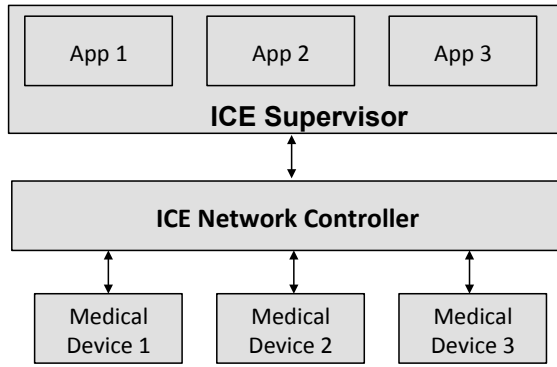 App 1 App 2 App 3
ICE Supervisor
ICE Network Controller
Medical Medical Medical
Device 1 Device 2 Device 3